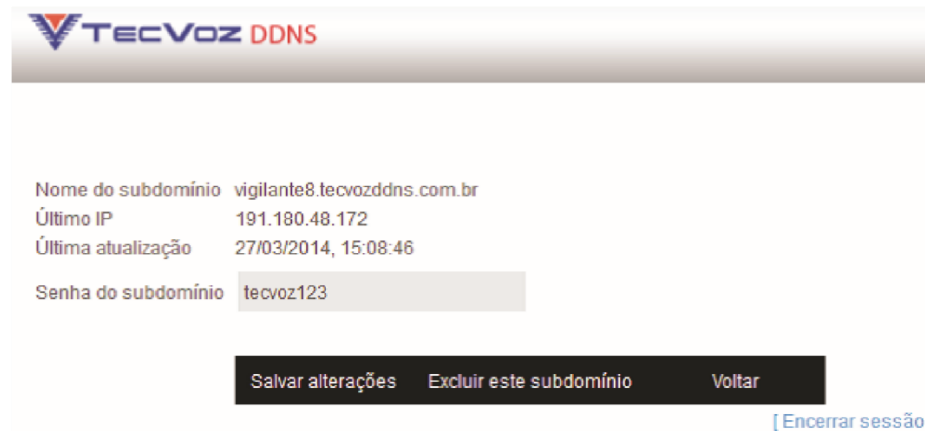 TECVOZ DDNS
Nome do subdomínio vigilante8.tecvozddns.com.br
Último IP 191.180.48.172
Última atualização 27/03/2014, 15:08:46
Senha do subdomínio tecvoz123
Salvar alterações Excluir este subdomínio Voltar
[ Encerrar sessão